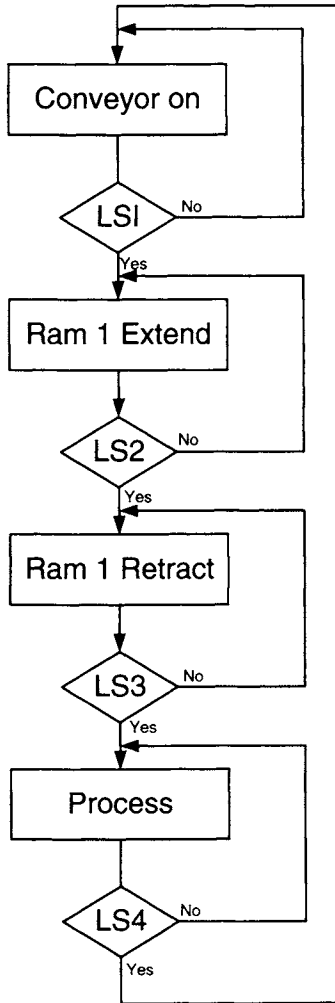 Conveyor on
LSI
No
Yes
Ram 1 Extend
LS2
No
Yes
Ram 1 Retract
LS3
No
Yes
Process
LS4
No
Yes